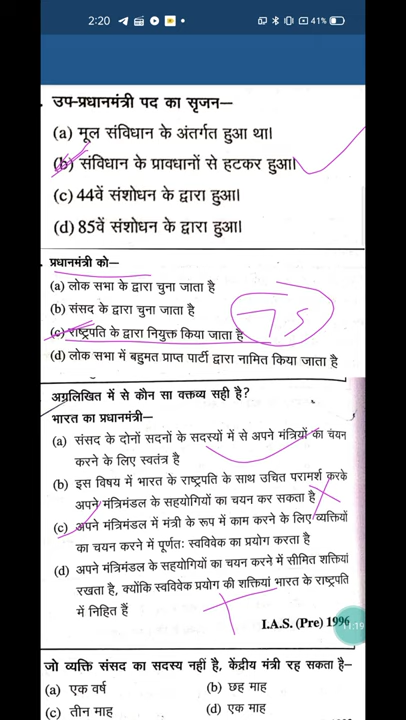 2:20 41%
. उप-प्रधानमंत्री पद का सृजन—
(a) मूल संविधान के अंतर्गत हुआ था।
(b) संविधान के प्रावधानों से हटकर हुआ।
(c) 44वें संशोधन के द्वारा हुआ।
(d) 85वें संशोधन के द्वारा हुआ।
. प्रधानमंत्री को—
(a) लोक सभा के द्वारा चुना जाता है
(b) संसद के द्वारा चुना जाता है
(c) राष्ट्रपति के द्वारा नियुक्त किया जाता है
75
(d) लोक सभा में बहुमत प्राप्त पार्टी द्वारा नामित किया जाता है
अग्रलिखित में से कौन सा वक्तव्य सही है?
भारत का प्रधानमंत्री—
(a) संसद के दोनों सदनों के सदस्यों में से अपने मंत्रियों का चयन
करने के लिए स्वतंत्र है
(b) इस विषय में भारत के राष्ट्रपति के साथ उचित परामर्श करके
अपने मंत्रिमंडल के सहयोगियों का चयन कर सकता है
(c) अपने मंत्रिमंडल में मंत्री के रूप में काम करने के लिए व्यक्तियों
का चयन करने में पूर्णतः स्वविवेक का प्रयोग करता है
(d) अपने मंत्रिमंडल के सहयोगियों का चयन करने में सीमित शक्तियां
रखता है, क्योंकि स्वविवेक प्रयोग की शक्तियां भारत के राष्ट्रपति
में निहित हैं
I.A.S. (Pre) 1996
11:19
जो व्यक्ति संसद का सदस्य नहीं है, केंद्रीय मंत्री रह सकता है—
(a) एक वर्ष (b) छह माह
(c) तीन माह (d) एक माह